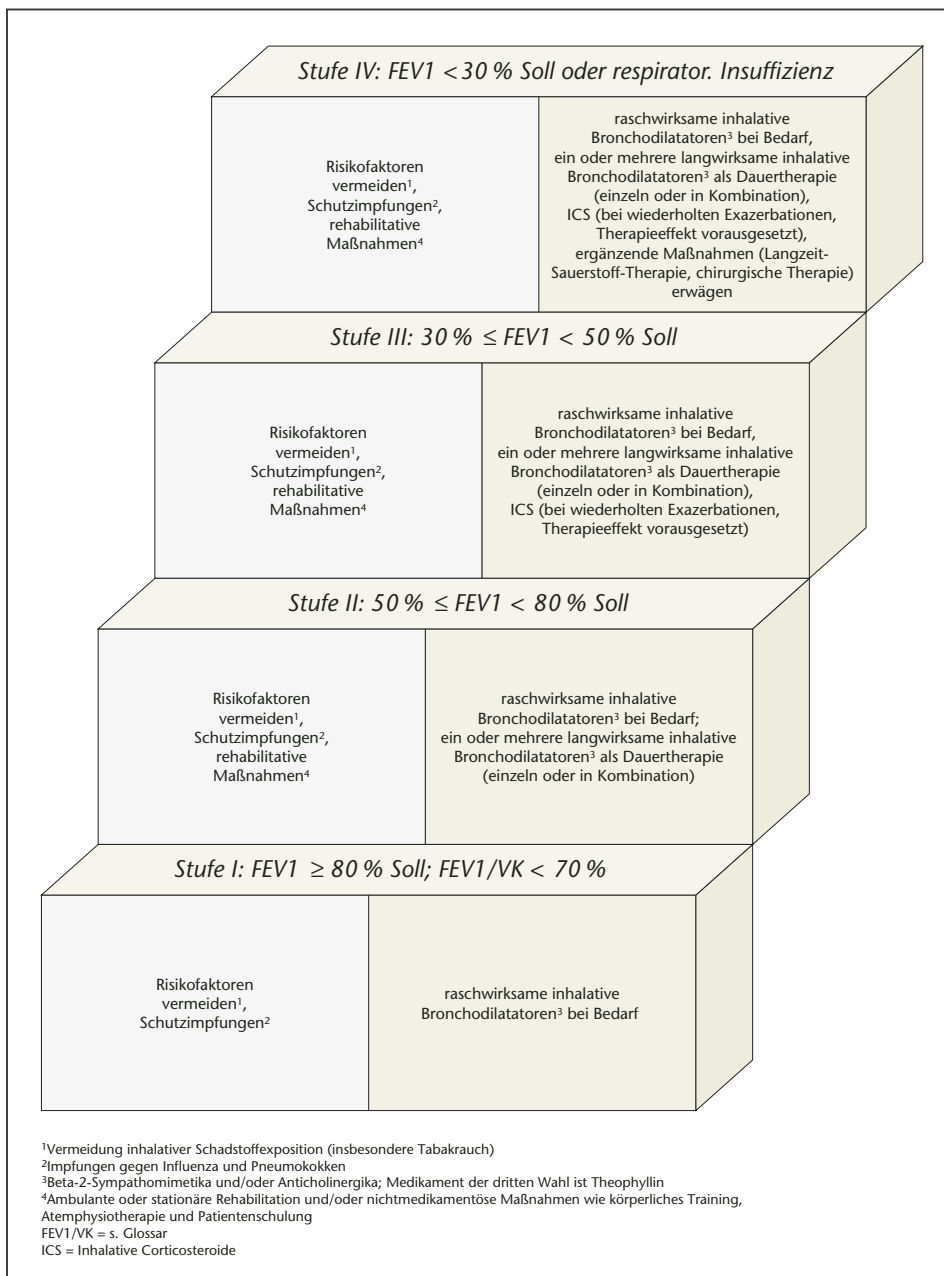 Stufe IV: FEV1 < 30 % Soll oder respirator. Insuffizienz
Risikofaktoren
vermeiden¹,
Schutzimpfungen²,
rehabilitative
Maßnahmen⁴
raschwirksame inhalative
Bronchodilatatoren³ bei Bedarf,
ein oder mehrere langwirksame inhalative
Bronchodilatatoren³ als Dauertherapie
(einzeln oder in Kombination),
ICS (bei wiederholten Exazerbationen,
Therapieeffekt vorausgesetzt),
ergänzende Maßnahmen (Langzeit-
Sauerstoff-Therapie, chirurgische Therapie)
erwägen
Stufe III: 30 % ≤ FEV1 < 50 % Soll
Risikofaktoren
vermeiden¹,
Schutzimpfungen²,
rehabilitative
Maßnahmen⁴
raschwirksame inhalative
Bronchodilatatoren³ bei Bedarf,
ein oder mehrere langwirksame inhalative
Bronchodilatatoren³ als Dauertherapie
(einzeln oder in Kombination),
ICS (bei wiederholten Exazerbationen,
Therapieeffekt vorausgesetzt)
Stufe II: 50 % ≤ FEV1 < 80 % Soll
Risikofaktoren
vermeiden¹,
Schutzimpfungen²,
rehabilitative
Maßnahmen⁴
raschwirksame inhalative
Bronchodilatatoren³ bei Bedarf;
ein oder mehrere langwirksame inhalative
Bronchodilatatoren³ als Dauertherapie
(einzeln oder in Kombination)
Stufe I: FEV1 ≥ 80 % Soll; FEV1/VK < 70 %
Risikofaktoren
vermeiden¹,
Schutzimpfungen²
raschwirksame inhalative
Bronchodilatatoren³ bei Bedarf
¹Vermeidung inhalativer Schadstoffexposition (insbesondere Tabakrauch)
²Impfungen gegen Influenza und Pneumokokken
³Beta-2-Sympathomimetika und/oder Anticholinergika; Medikament der dritten Wahl ist Theophyllin
⁴Ambulante oder stationäre Rehabilitation und/oder nichtmedikamentöse Maßnahmen wie körperliches Training,
Atemphysiotherapie und Patientenschulung
FEV1/VK = s. Glossar
ICS = Inhalative Corticosteroide